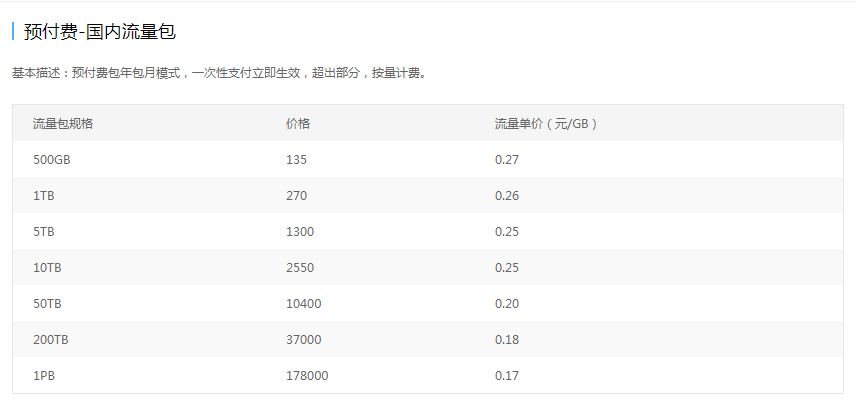 预付费-国内流量包
基本描述：预付费包年包月模式，一次性支付立即生效，超出部分，按量计费。
流量包规格 价格 流量单价（元/GB）
500GB 135 0.27
1TB 270 0.26
5TB 1300 0.25
10TB 2550 0.25
50TB 10400 0.20
200TB 37000 0.18
1PB 178000 0.17